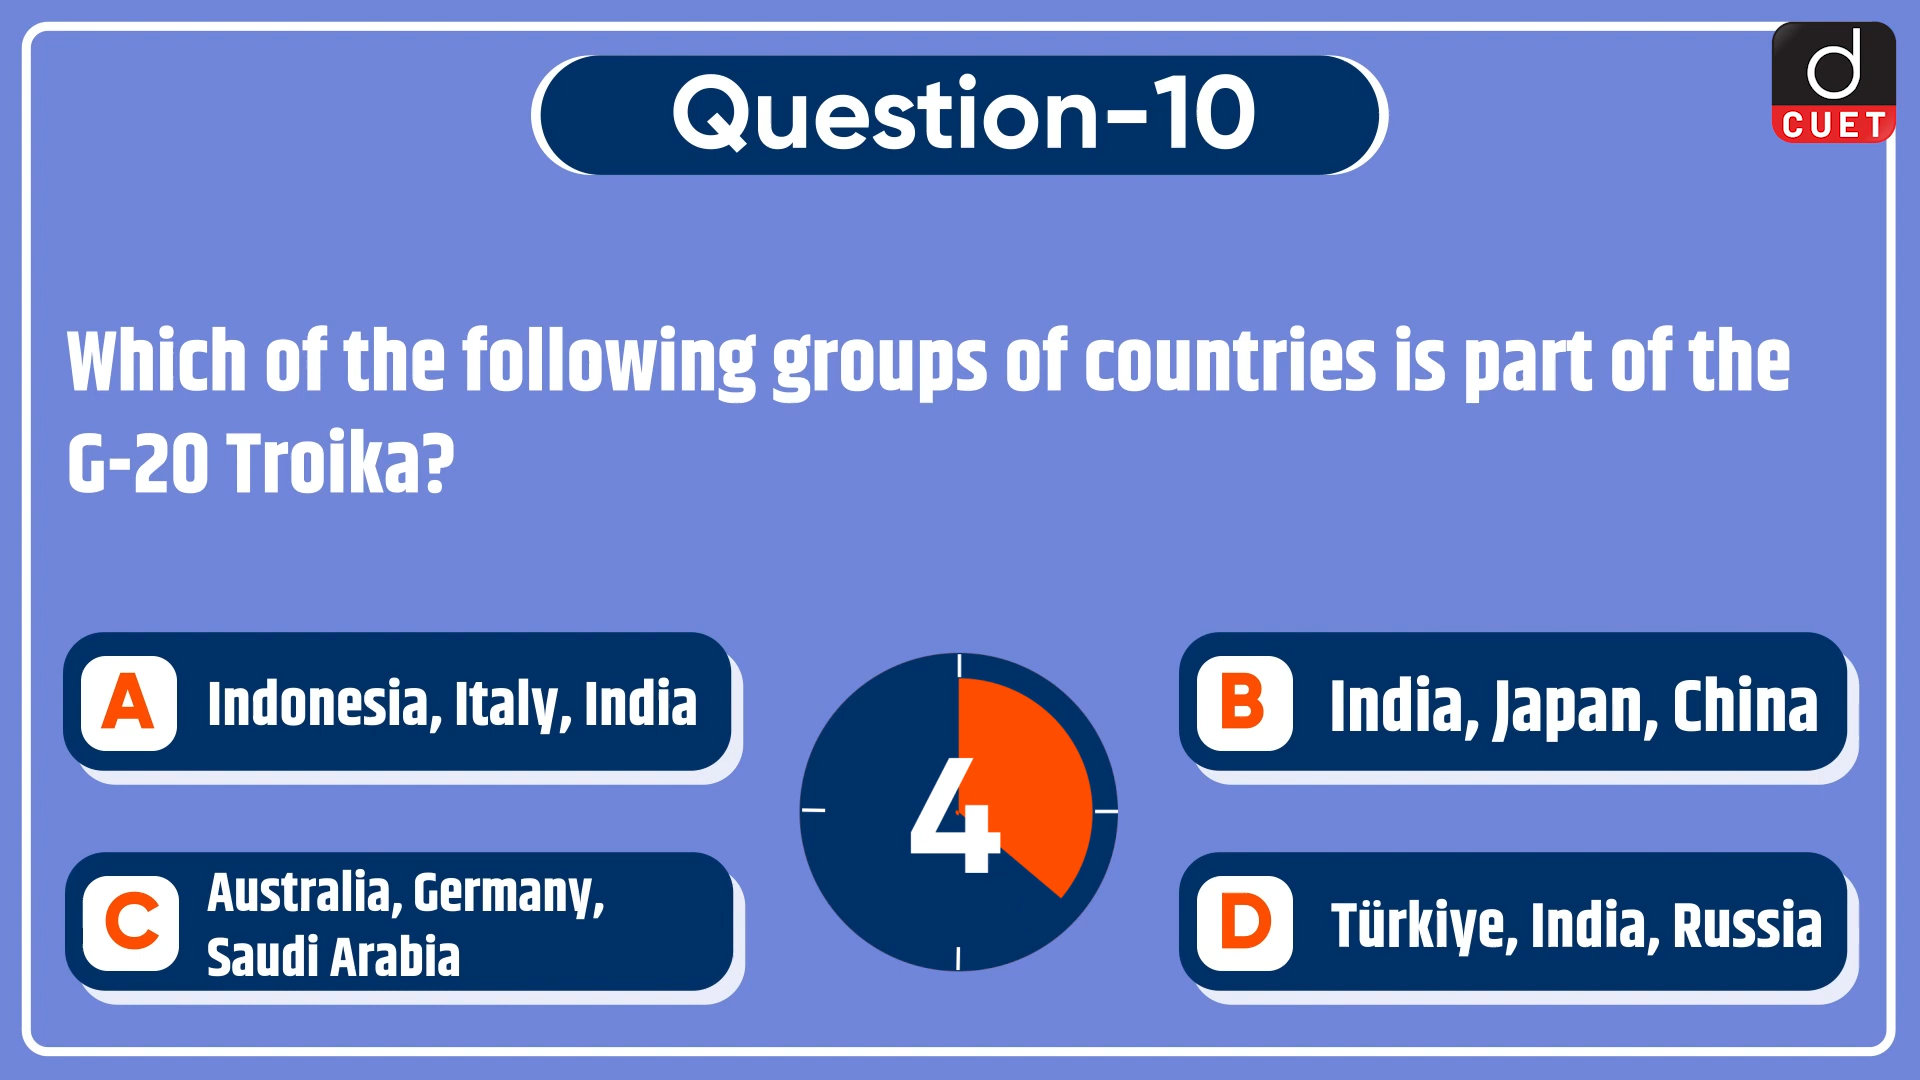 Question-10
d
CUET
Which of the following groups of countries is part of the
G-20 Troika?
A Indonesia, Italy, India
B India, Japan, China
4
C Australia, Germany,
Saudi Arabia
D Türkiye, India, Russia